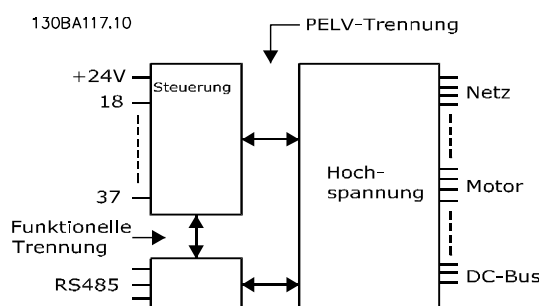 130BA117.10
PELV-Trennung
+24V
Steuerung
18
Netz
Hoch-
spannung
Motor
37
Funktionelle
Trennung
RS485
DC-Bus